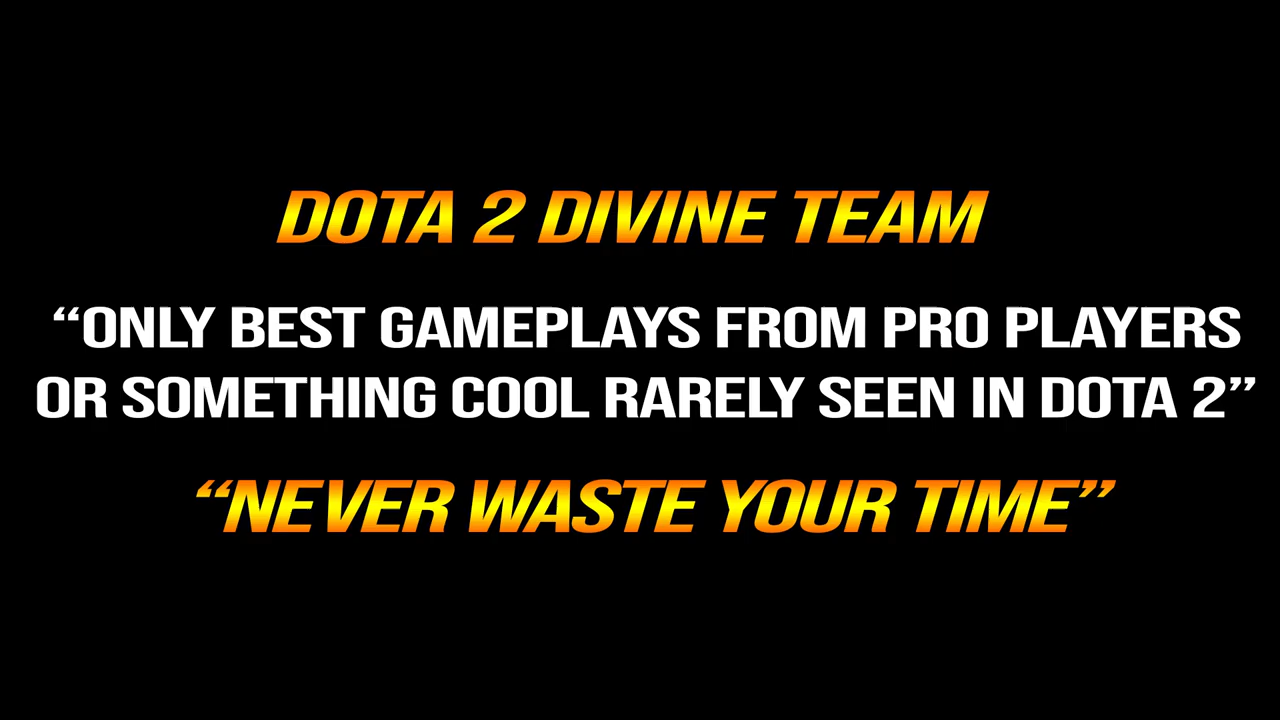 DOTA 2 DIVINE TEAM
“ONLY BEST GAMEPLAYS FROM PRO PLAYERS
OR SOMETHING COOL RARELY SEEN IN DOTA 2”
“NEVER WASTE YOUR TIME”